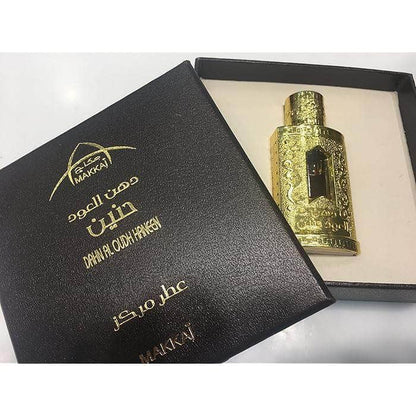 مكاج
MAKKAJ
دهن العود
حنين
DAHN AL OUDH HANEEN
عطر مركز
MAKKAJ